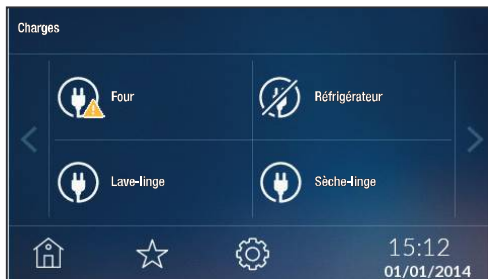 Charges
Four
Réfrigérateur
Lave-linge
Sèche-linge
15:12
01/01/2014